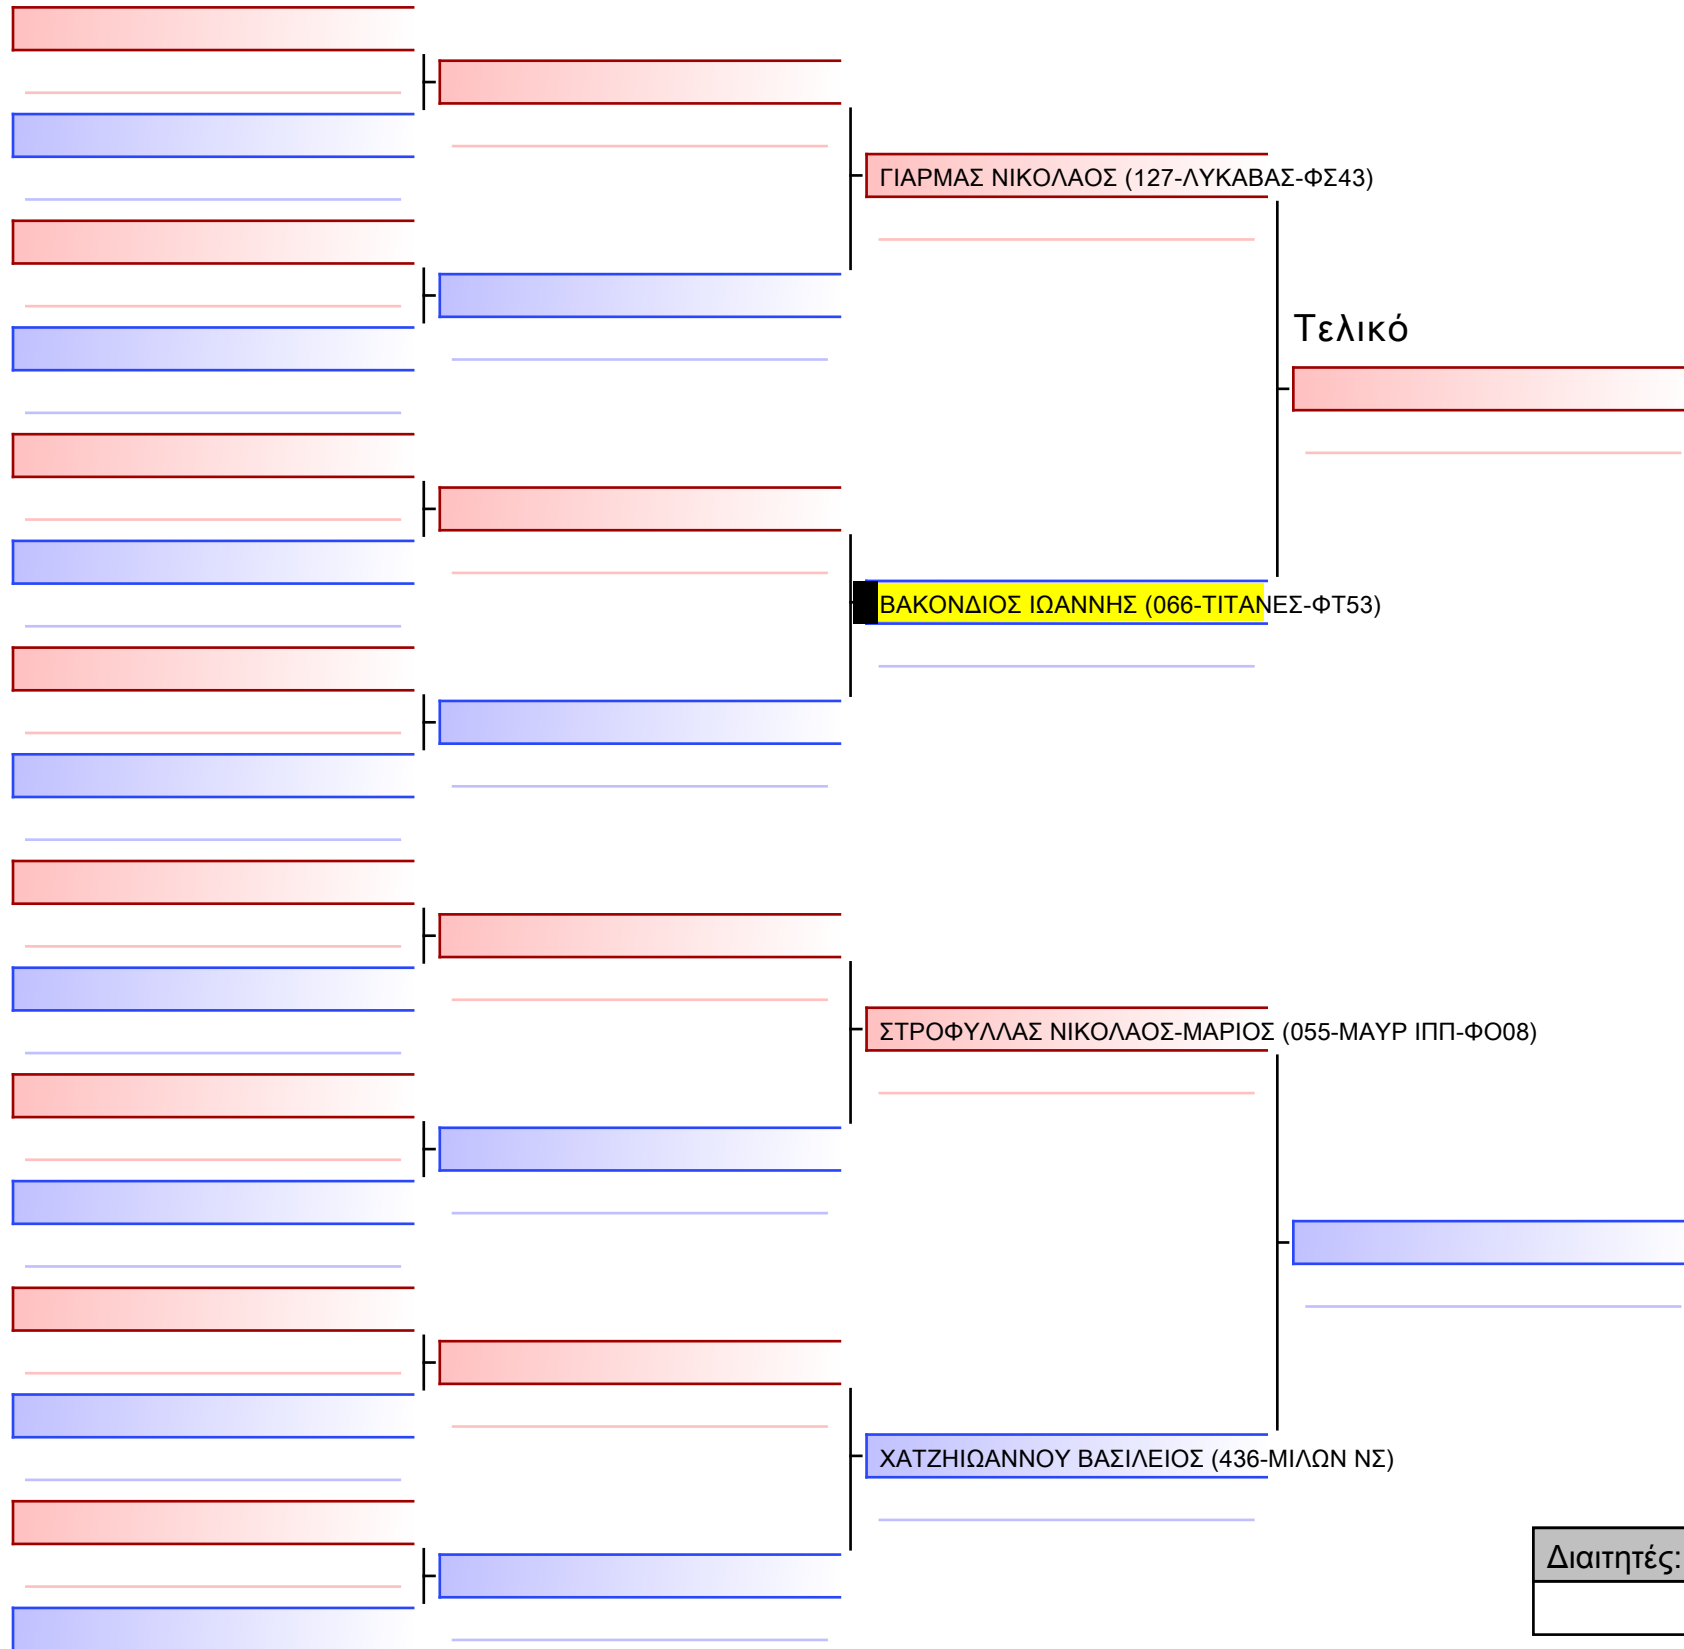 ΓΙΑΡΜΑΣ ΝΙΚΟΛΑΟΣ (127-ΛΥΚΑΒΑΣ-ΦΣ43)
Τελικό
ΒΑΚΟΝΔΙΟΣ ΙΩΑΝΝΗΣ (066-ΤΙΤΑΝΕΣ-ΦΤ53)
ΣΤΡΟΦΥΛΛΑΣ ΝΙΚΟΛΑΟΣ-ΜΑΡΙΟΣ (055-ΜΑΥΡ ΙΠΠ-ΦΟ08)
ΧΑΤΖΗΙΩΑΝΝΟΥ ΒΑΣΙΛΕΙΟΣ (436-ΜΙΛΩΝ ΝΣ)
Διαιτητές: